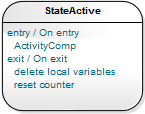 StateActive
entry / On entry
ActivityComp
exit / On exit
delete local variables
reset counter